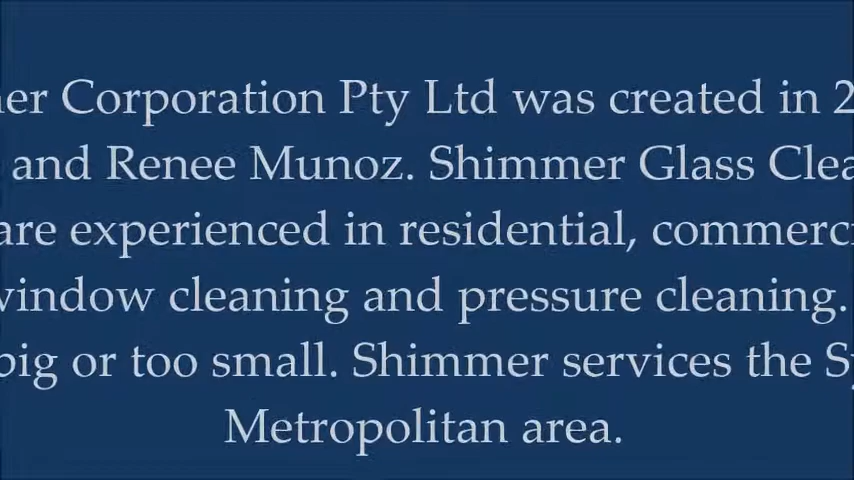 er Corporation Pty Ltd was created in 2
and Renee Munoz. Shimmer Glass Clea
are experienced in residential, commerc
window cleaning and pressure cleaning.
big or too small. Shimmer services the Sy
Metropolitan area.